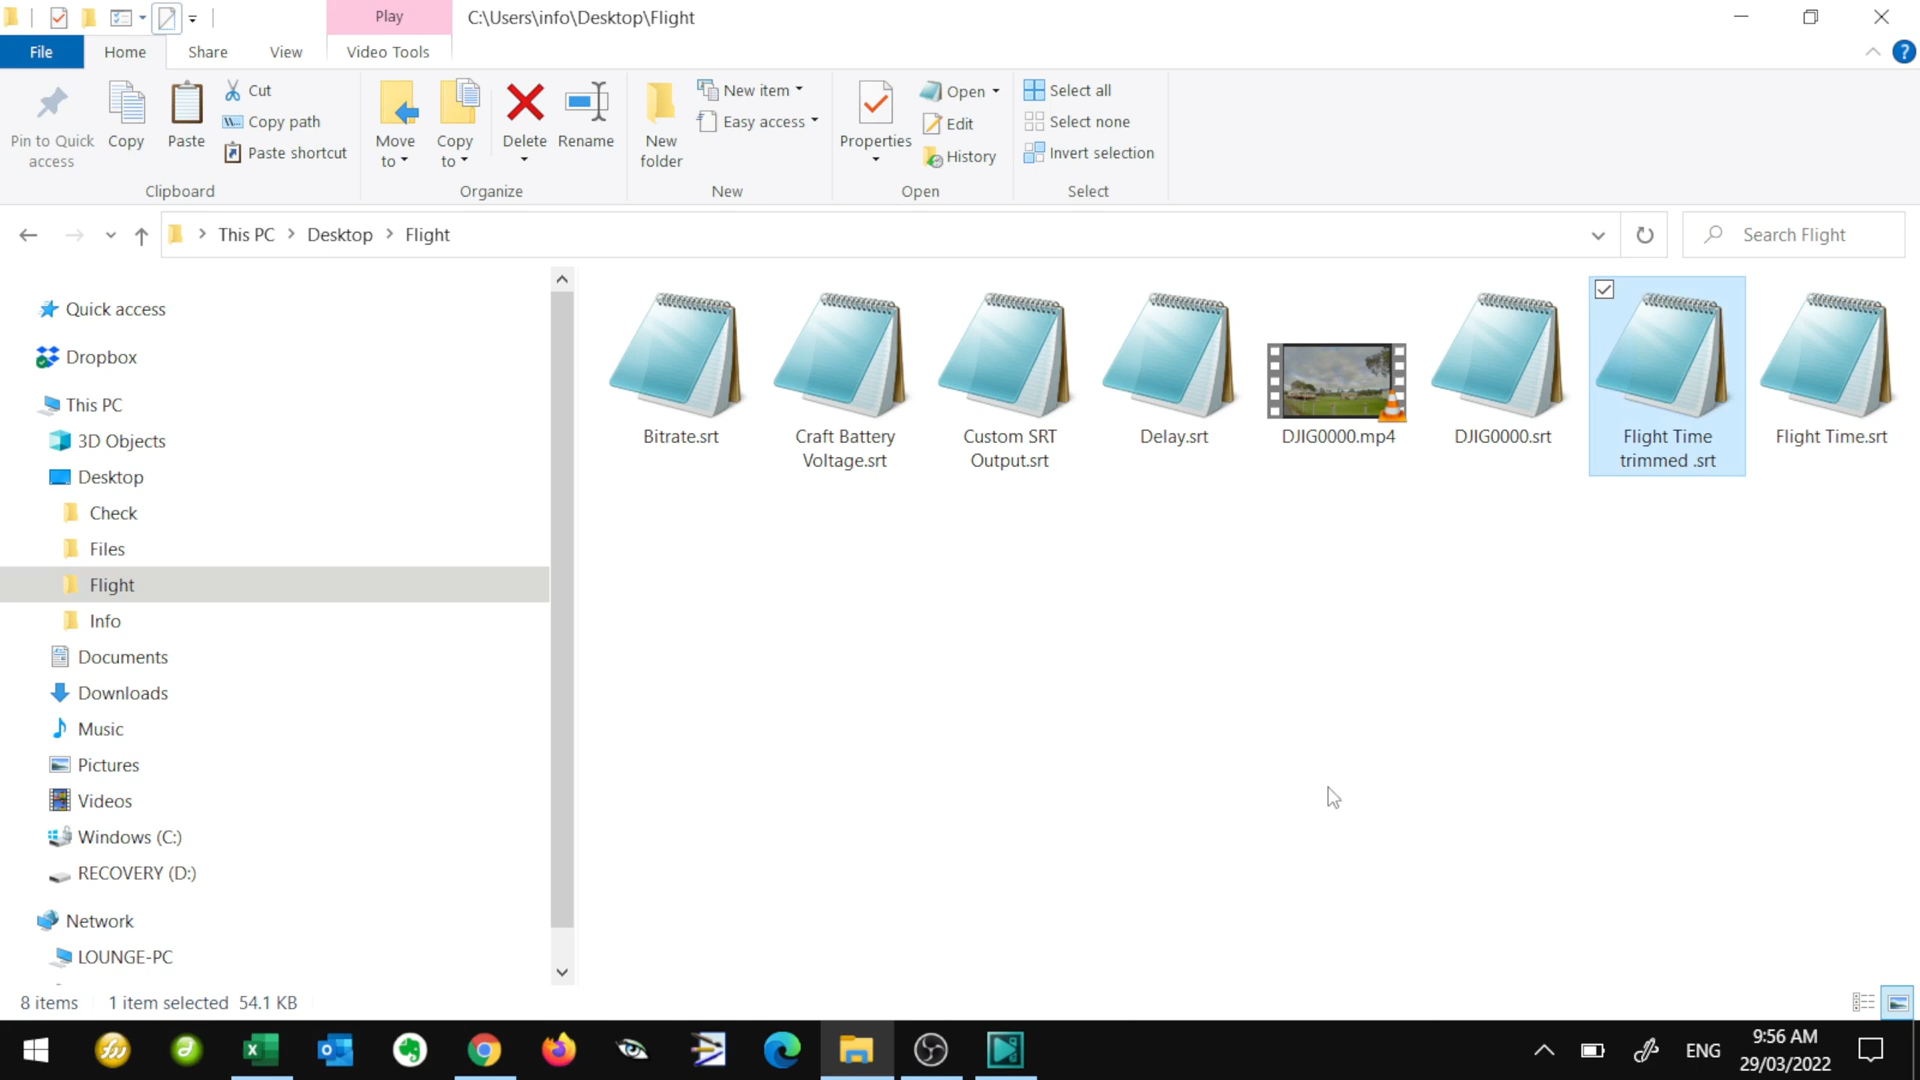 Play
C:\Users\info\Desktop\Flight
File
Home
Share
View
Video Tools
?
Pin to Quick
access
Copy
Paste
Cut
Copy path
Paste shortcut
Clipboard
Move
to
Copy
to
Delete
Rename
Organize
New
folder
New item
Easy access
New
Properties
Open
Edit
History
Open
Select all
Select none
Invert selection
Select
This PC
Desktop
Flight
Search Flight
Quick access
Dropbox
This PC
3D Objects
Desktop
Check
Files
Flight
Info
Documents
Downloads
Music
Pictures
Videos
Windows (C:)
RECOVERY (D:)
Network
LOUNGE-PC
Bitrate.srt
Craft Battery
Voltage.srt
Custom SRT
Output.srt
Delay.srt
DJIG0000.mp4
DJIG0000.srt
Flight Time
trimmed .srt
Flight Time.srt
8 items
1 item selected 54.1 KB
ENG
9:56 AM
29/03/2022